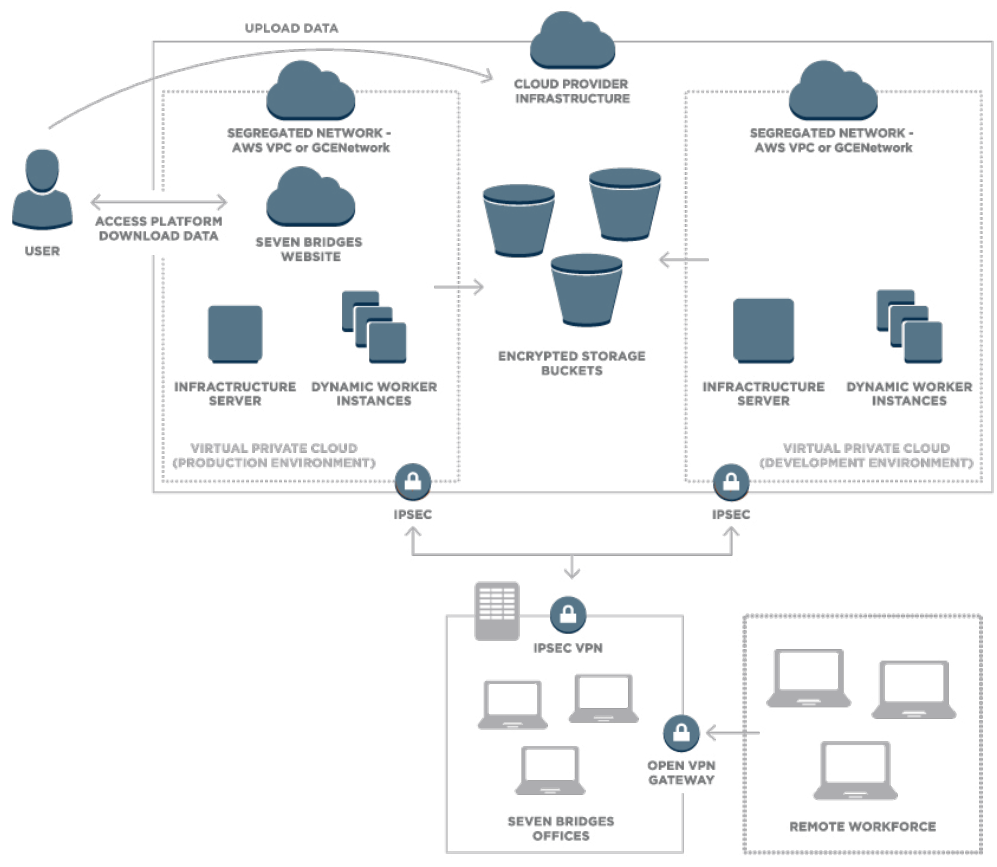 UPLOAD DATA
CLOUD PROVIDER
INFRASTRUCTURE
SEGREGATED NETWORK -
AWS VPC or GCENetwork
SEGREGATED NETWORK -
AWS VPC or GCENetwork
USER
ACCESS PLATFORM
DOWNLOAD DATA
SEVEN BRIDGES
WEBSITE
ENCRYPTED STORAGE
BUCKETS
INFRACTRUCTURE
SERVER
DYNAMIC WORKER
INSTANCES
INFRACTRUCTURE
SERVER
DYNAMIC WORKER
INSTANCES
VIRTUAL PRIVATE CLOUD
(PRODUCTION ENVIRONMENT)
VIRTUAL PRIVATE CLOUD
(DEVELOPMENT ENVIRONMENT)
IPSEC
IPSEC
IPSEC VPN
OPEN VPN
GATEWAY
SEVEN BRIDGES
OFFICES
REMOTE WORKFORCE